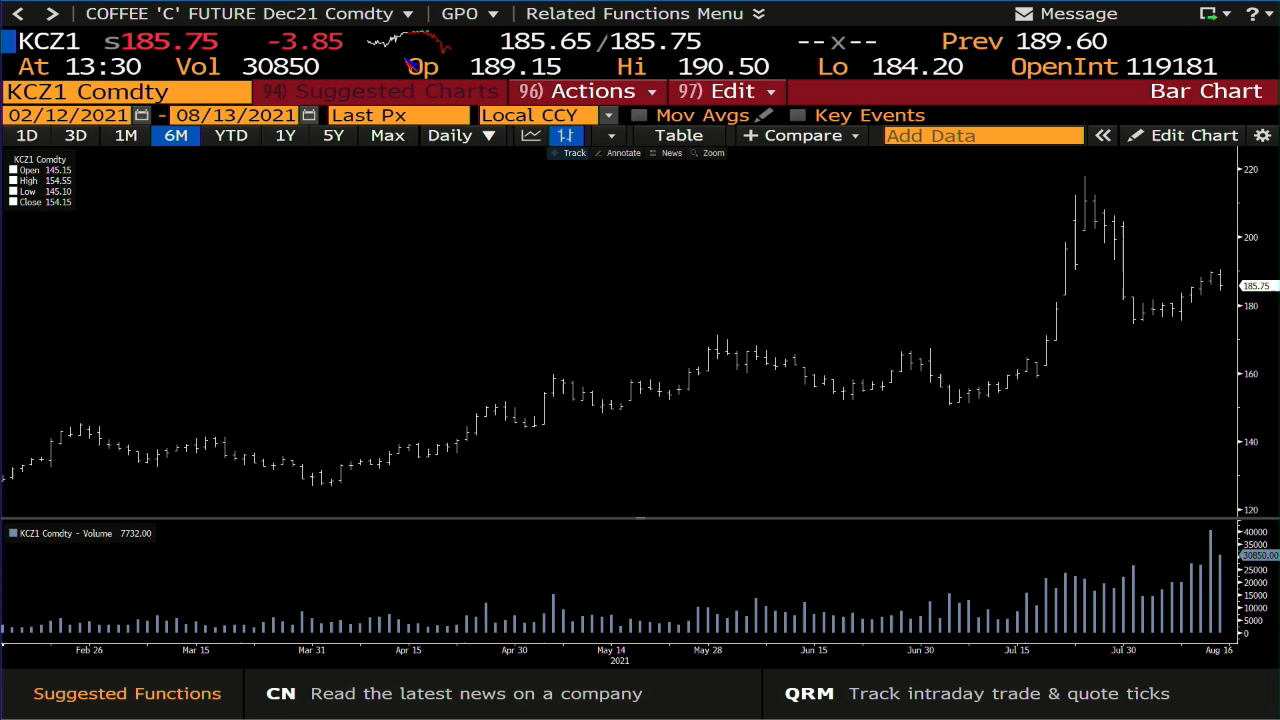 COFFEE 'C' FUTURE Dec21 Comdty GPO Related Functions Menu Message ?
KCZ1 s185.75 -3.85 185.65/185.75 --x-- Prev 189.60
At 13:30 Vol 30850 Op 189.15 Hi 190.50 Lo 184.20 OpenInt 119181
KCZ1 Comdty 94) Suggested Charts 96) Actions 97) Edit Bar Chart
02/12/2021 - 08/13/2021 Last Px Local CCY Mov Avgs Key Events
1D 3D 1M 6M YTD 1Y 5Y Max Daily Table + Compare Add Data Edit Chart
Track Annotate News Zoom
KCZ1 Comdty
Open 145.15
High 154.55
Low 145.10
Close 154.15
220
200
185.75
180
160
140
120
KCZ1 Comdty - Volume 7732.00
40000
35000
30850.00
25000
20000
15000
10000
5000
0
Feb 26 Mar 15 Mar 31 Apr 15 Apr 30 May 14 May 28 Jun 15 Jun 30 Jul 15 Jul 30 Aug 16
2021
Suggested Functions CN Read the latest news on a company QRM Track intraday trade & quote ticks